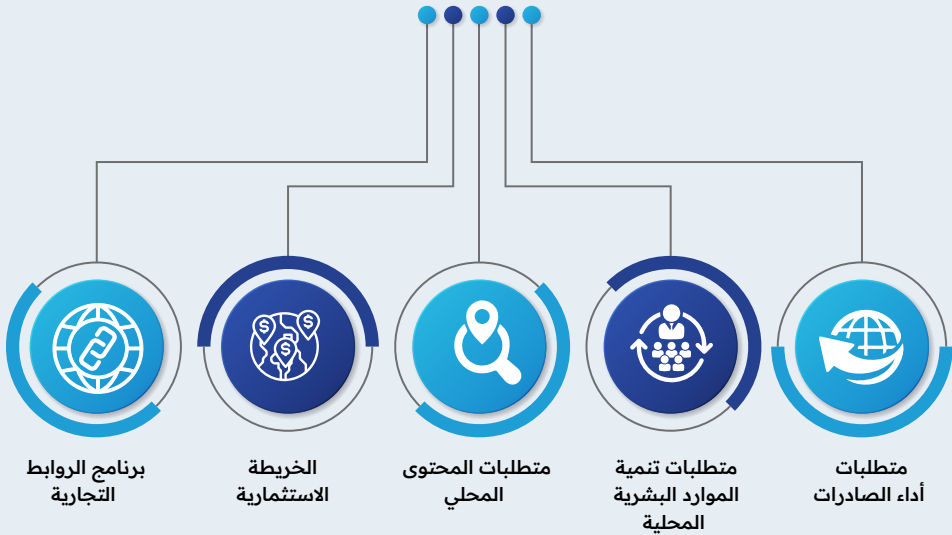 متطلبات
أداء الصادرات
متطلبات تنمية
الموارد البشرية
المحلية
متطلبات المحتوى
المحلي
الخريطة
الاستثمارية
برنامج الروابط
التجارية